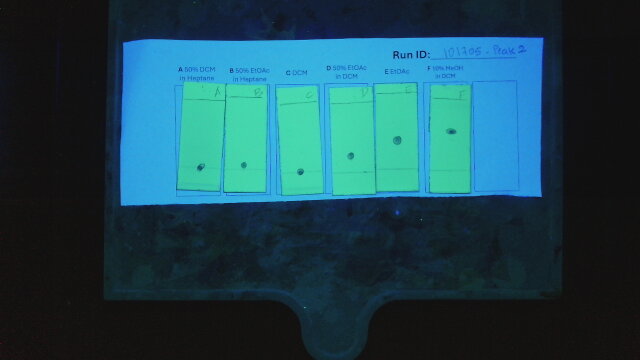 Run ID: 101705 - Peak 2
A 50% DCM in Heptane
B 50% EtOAc in Heptane
C DCM
D 50% EtOAc in DCM
E EtOAc
F 10% MeOH in DCM
A
B
C
D
E
F